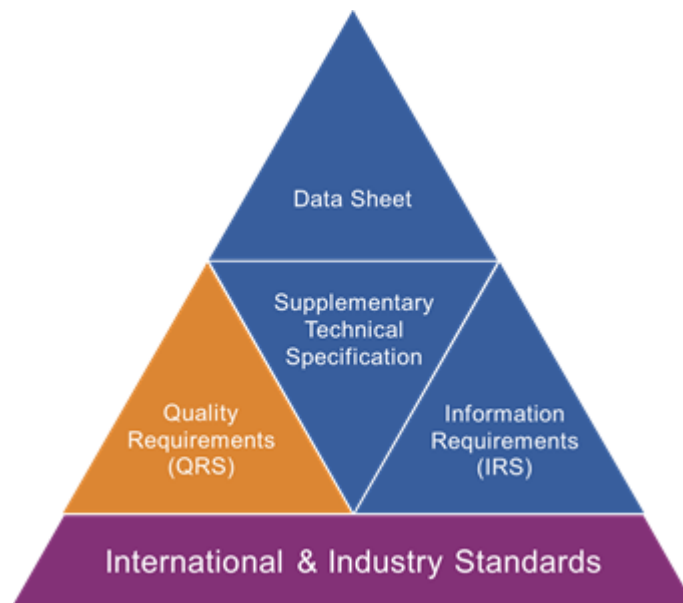 Data Sheet
Supplementary
Technical
Specification
Quality
Requirements
(QRS)
Information
Requirements
(IRS)
International & Industry Standards